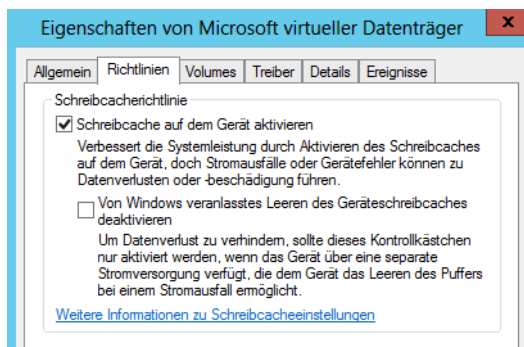 Eigenschaften von Microsoft virtueller Datenträger
x
Allgemein Richtlinien Volumes Treiber Details Ereignisse
Schreibcacherichtlinie
Schreibcache auf dem Gerät aktivieren
Verbessert die Systemleistung durch Aktivieren des Schreibcaches
auf dem Gerät, doch Stromausfälle oder Gerätefehler können zu
Datenverlusten oder -beschädigung führen.
Von Windows veranlasstes Leeren des Geräteschreibcaches
deaktivieren
Um Datenverlust zu verhindern, sollte dieses Kontrollkästchen
nur aktiviert werden, wenn das Gerät über eine separate
Stromversorgung verfügt, die dem Gerät das Leeren des Puffers
bei einem Stromausfall ermöglicht.
Weitere Informationen zu Schreibcacheeinstellungen